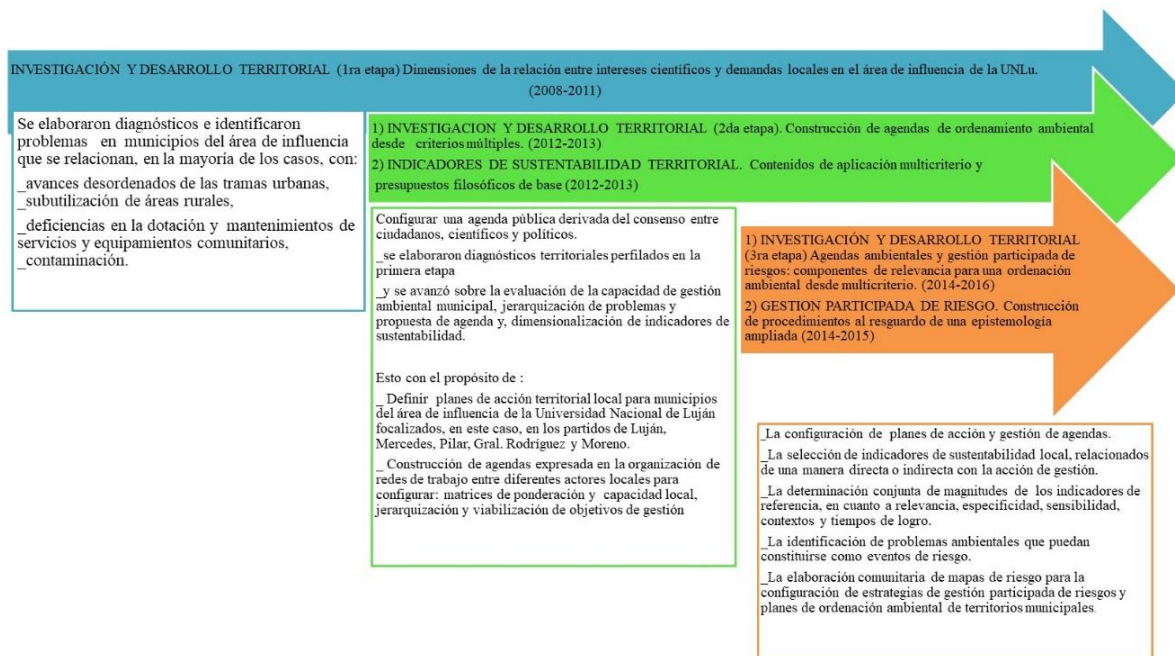 INVESTIGACIÓN Y DESARROLLO TERRITORIAL (1ra etapa) Dimensiones de la relación entre intereses científicos y demandas locales en el área de influencia de la UNLu.
(2008-2011)
Se elaboraron diagnósticos e identificaron
problemas en municipios del área de influencia
que se relacionan, en la mayoría de los casos, con:
_avances desordenados de las tramas urbanas,
_subutilización de áreas rurales,
_deficiencias en la dotación y mantenimientos de
servicios y equipamientos comunitarios,
_contaminación.
1) INVESTIGACION Y DESARROLLO TERRITORIAL (2da etapa). Construcción de agendas de ordenamiento ambiental
desde criterios múltiples. (2012-2013)
2) INDICADORES DE SUSTENTABILIDAD TERRITORIAL. Contenidos de aplicación multicriterio y
presupuestos filosóficos de base (2012-2013)
Configurar una agenda pública derivada del consenso entre
ciudadanos, científicos y políticos.
_se elaboraron diagnósticos territoriales perfilados en la
primera etapa
_y se avanzó sobre la evaluación de la capacidad de gestión
ambiental municipal, jerarquización de problemas y
propuesta de agenda y, dimensionalización de indicadores de
sustentabilidad.
Esto con el propósito de :
_ Definir planes de acción territorial local para municipios
del área de influencia de la Universidad Nacional de Luján
focalizados, en este caso, en los partidos de Luján,
Mercedes, Pilar, Gral. Rodríguez y Moreno.
_ Construcción de agendas expresada en la organización de
redes de trabajo entre diferentes actores locales para
configurar: matrices de ponderación y capacidad local,
jerarquización y viabilización de objetivos de gestión
1) INVESTIGACIÓN Y DESARROLLO TERRITORIAL
(3ra etapa) Agendas ambientales y gestión participada de
riesgos: componentes de relevancia para una ordenación
ambiental desde multicriterio. (2014-2016)
2) GESTION PARTICIPADA DE RIESGO. Construcción
de procedimientos al resguardo de una epistemología
ampliada (2014-2015)
_La configuración de planes de acción y gestión de agendas.
_La selección de indicadores de sustentabilidad local, relacionados
de una manera directa o indirecta con la acción de gestión.
_La determinación conjunta de magnitudes de los indicadores de
referencia, en cuanto a relevancia, especificidad, sensibilidad,
contextos y tiempos de logro.
_La identificación de problemas ambientales que puedan
constituirse como eventos de riesgo.
_La elaboración comunitaria de mapas de riesgo para la
configuración de estrategias de gestión participada de riesgos y
planes de ordenación ambiental de territorios municipales.